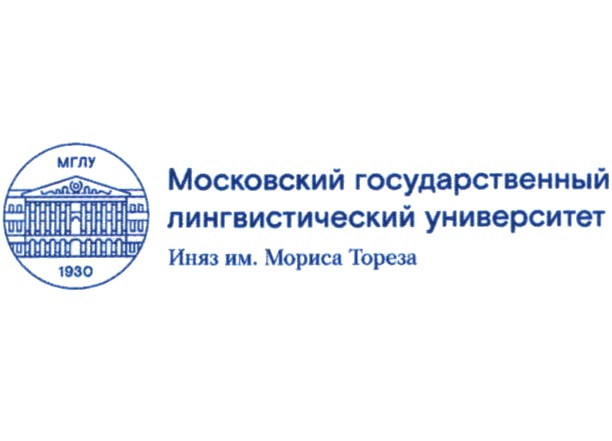 МГЛУ
1930
Московский государственный
лингвистический университет
Иняз им. Мориса Тореза